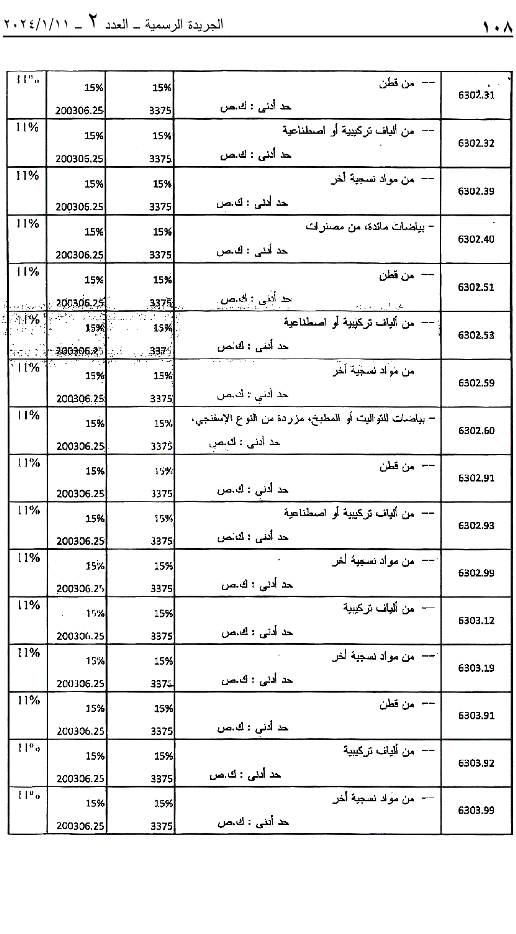 ١٠٨
الجريدة الرسمية – العدد ٢ – ٢٠٢٤/١/١١
6302.31 -- من قطن 15% 15% 11%
حد أدنى : ك.ص 3375 200306.25
6302.32 -- من ألياف تركيبية أو اصطناعية 15% 15% 11%
حد أدنى : ك.ص 3375 200306.25
6302.39 -- من مواد نسجية أخر 15% 15% 11%
حد أدنى : ك.ص 3375 200306.25
6302.40 - بياضات مائدة، من مصنرات 15% 15% 11%
حد أدنى : ك.ص 3375 200306.25
6302.51 -- من قطن 15% 15% 11%
حد أدنى : ك.ص 3375 200306.25
6302.53 -- من ألياف تركيبية أو اصطناعية 15% 15% 11%
حد أدنى : ك.ص 3375 200306.25
6302.59 من مواد نسجية أخر 15% 15% 11%
حد أدنى : ك.ص 3375 200306.25
6302.60 - بياضات للتواليت أو المطبخ، مزردة من النوع الإسفنجي، 15% 15% 11%
حد أدنى : ك.ص 3375 200306.25
6302.91 -- من قطن 15% 15% 11%
حد أدنى : ك.ص 3375 200306.25
6302.93 -- من ألياف تركيبية أو اصطناعية 15% 15% 11%
حد أدنى : ك.ص 3375 200306.25
6302.99 -- من مواد نسجية أخر 15% 15% 11%
حد أدنى : ك.ص 3375 200306.25
6303.12 -- من ألياف تركيبية 15% 15% 11%
حد أدنى : ك.ص 3375 200306.25
6303.19 -- من مواد نسجية أخر 15% 15% 11%
حد أدنى : ك.ص 3375 200306.25
6303.91 -- من قطن 15% 15% 11%
حد أدنى : ك.ص 3375 200306.25
6303.92 -- من ألياف تركيبية 15% 15% 11%
حد أدنى : ك.ص 3375 200306.25
6303.99 -- من مواد نسجية أخر 15% 15% 11%
حد أدنى : ك.ص 3375 200306.25